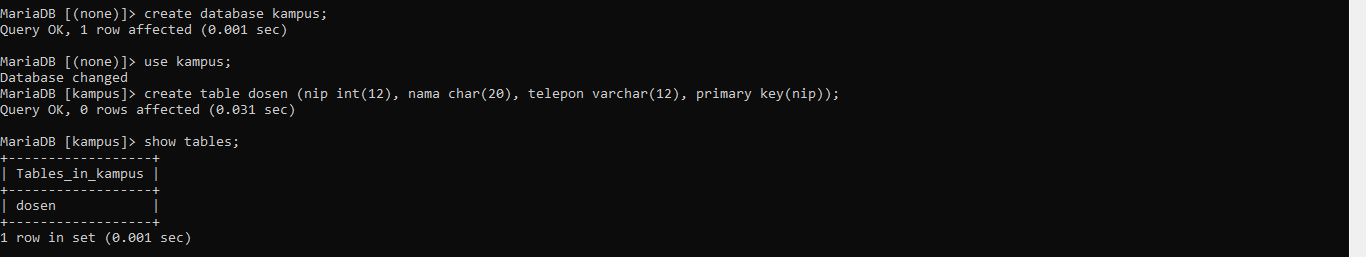 MariaDB [(none)]> create database kampus;
Query OK, 1 row affected (0.001 sec)
MariaDB [(none)]> use kampus;
Database changed
MariaDB [kampus]> create table dosen (nip int(12), nama char(20), telepon varchar(12), primary key(nip));
Query OK, 0 rows affected (0.031 sec)
MariaDB [kampus]> show tables;
+------------------+
| Tables_in_kampus |
+------------------+
| dosen            |
+------------------+
1 row in set (0.001 sec)